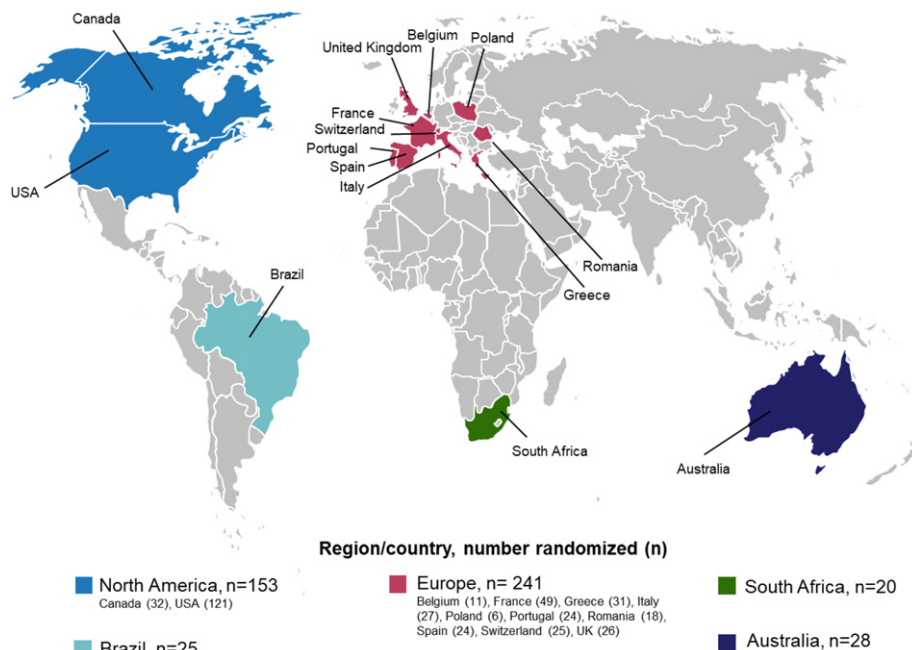 Canada
United Kingdom
Belgium
Poland
France
Switzerland
Portugal
Spain
Italy
USA
Romania
Greece
Brazil
South Africa
Australia
Region/country, number randomized (n)
North America, n=153
Canada (32), USA (121)
Brazil, n=25
Europe, n= 241
Belgium (11), France (49), Greece (31), Italy
(27), Poland (6), Portugal (24), Romania (18),
Spain (24), Switzerland (25), UK (26)
South Africa, n=20
Australia, n=28